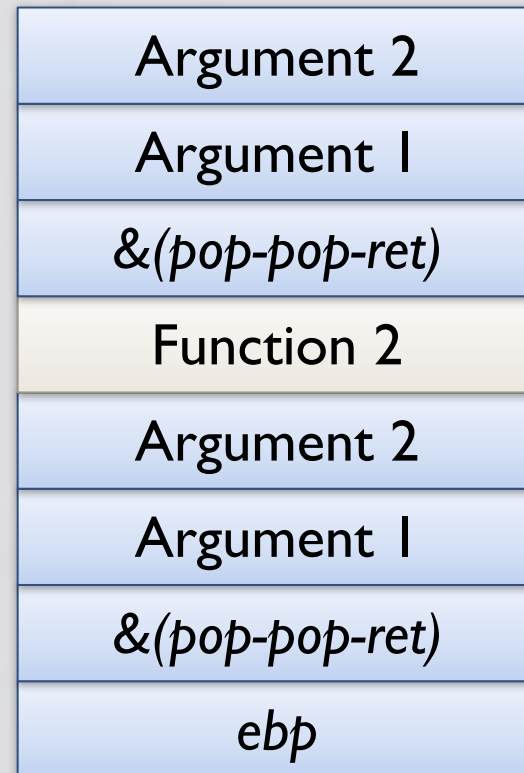 Argument 2
Argument 1
&(pop-pop-ret)
Function 2
Argument 2
Argument 1
&(pop-pop-ret)
ebp